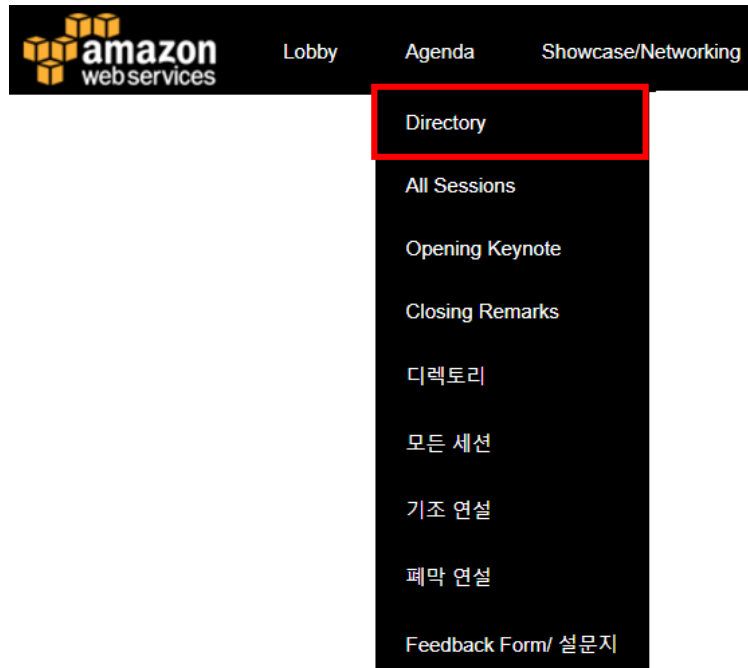 amazon
webservices
Lobby
Agenda
Showcase/Networking
Directory
All Sessions
Opening Keynote
Closing Remarks
디렉토리
모든 세션
기조 연설
폐막 연설
Feedback Form/ 설문지